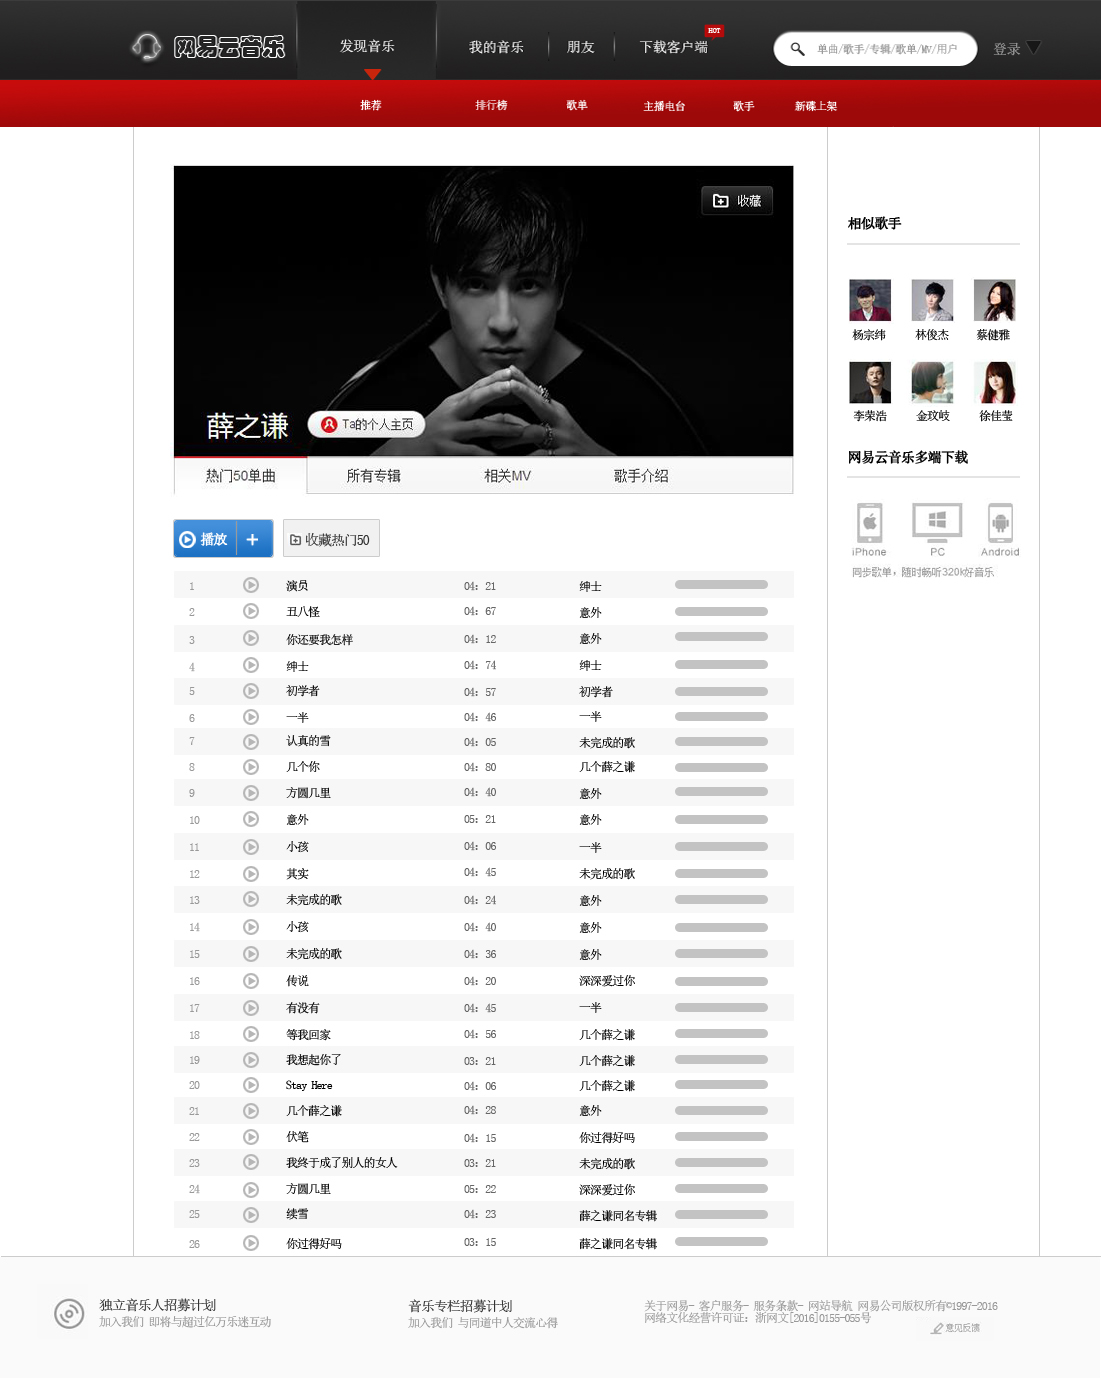 网易云音乐
发现音乐
我的音乐
朋友
下载客户端
HOT
单曲/歌手/专辑/歌单/MV/用户
登录
推荐
排行榜
歌单
主播电台
歌手
新碟上架
收藏
薛之谦
Ta的个人主页
热门50单曲
所有专辑
相关MV
歌手介绍
播放
收藏热门50
1 演员 04: 21 绅士
2 丑八怪 04: 67 意外
3 你还要我怎样 04: 12 意外
4 绅士 04: 74 绅士
5 初学者 04: 57 初学者
6 一半 04: 46 一半
7 认真的雪 04: 05 未完成的歌
8 几个你 04: 80 几个薛之谦
9 方圆几里 04: 40 意外
10 意外 05: 21 意外
11 小孩 04: 06 一半
12 其实 04: 45 未完成的歌
13 未完成的歌 04: 24 意外
14 小孩 04: 40 意外
15 未完成的歌 04: 36 意外
16 传说 04: 20 深深爱过你
17 有没有 04: 45 一半
18 等我回家 04: 56 几个薛之谦
19 我想起你了 03: 21 几个薛之谦
20 Stay Here 04: 06 几个薛之谦
21 几个薛之谦 04: 28 意外
22 伏笔 04: 15 你过得好吗
23 我终于成了别人的女人 03: 21 未完成的歌
24 方圆几里 05: 22 深深爱过你
25 续雪 04: 23 薛之谦同名专辑
26 你过得好吗 03: 15 薛之谦同名专辑
相似歌手
杨宗纬
林俊杰
蔡健雅
李荣浩
金玟岐
徐佳莹
网易云音乐多端下载
iPhone
PC
Android
同步歌单，随时畅听320k好音乐
独立音乐人招募计划
加入我们 即将与超过亿万乐迷互动
音乐专栏招募计划
加入我们 与同道中人交流心得
关于网易- 客户服务- 服务条款- 网站导航 网易公司版权所有©1997-2016
网络文化经营许可证：浙网文[2016]0155-055号
意见反馈